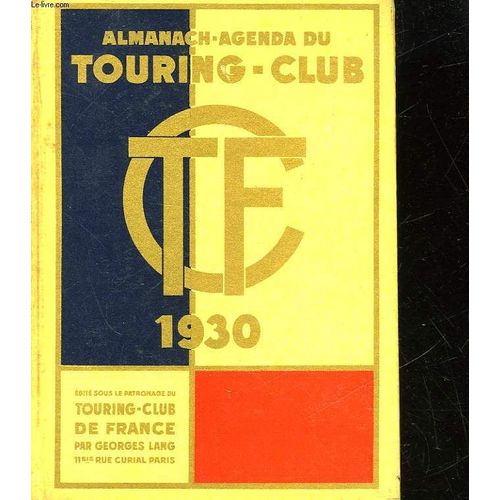 Le-livre.com
ALMANACH-AGENDA DU
TOURING-CLUB
TCF
1930
ÉDITÉ SOUS LE PATRONAGE DU
TOURING-CLUB
DE FRANCE
PAR GEORGES LANG
11BIS RUE CURIAL PARIS